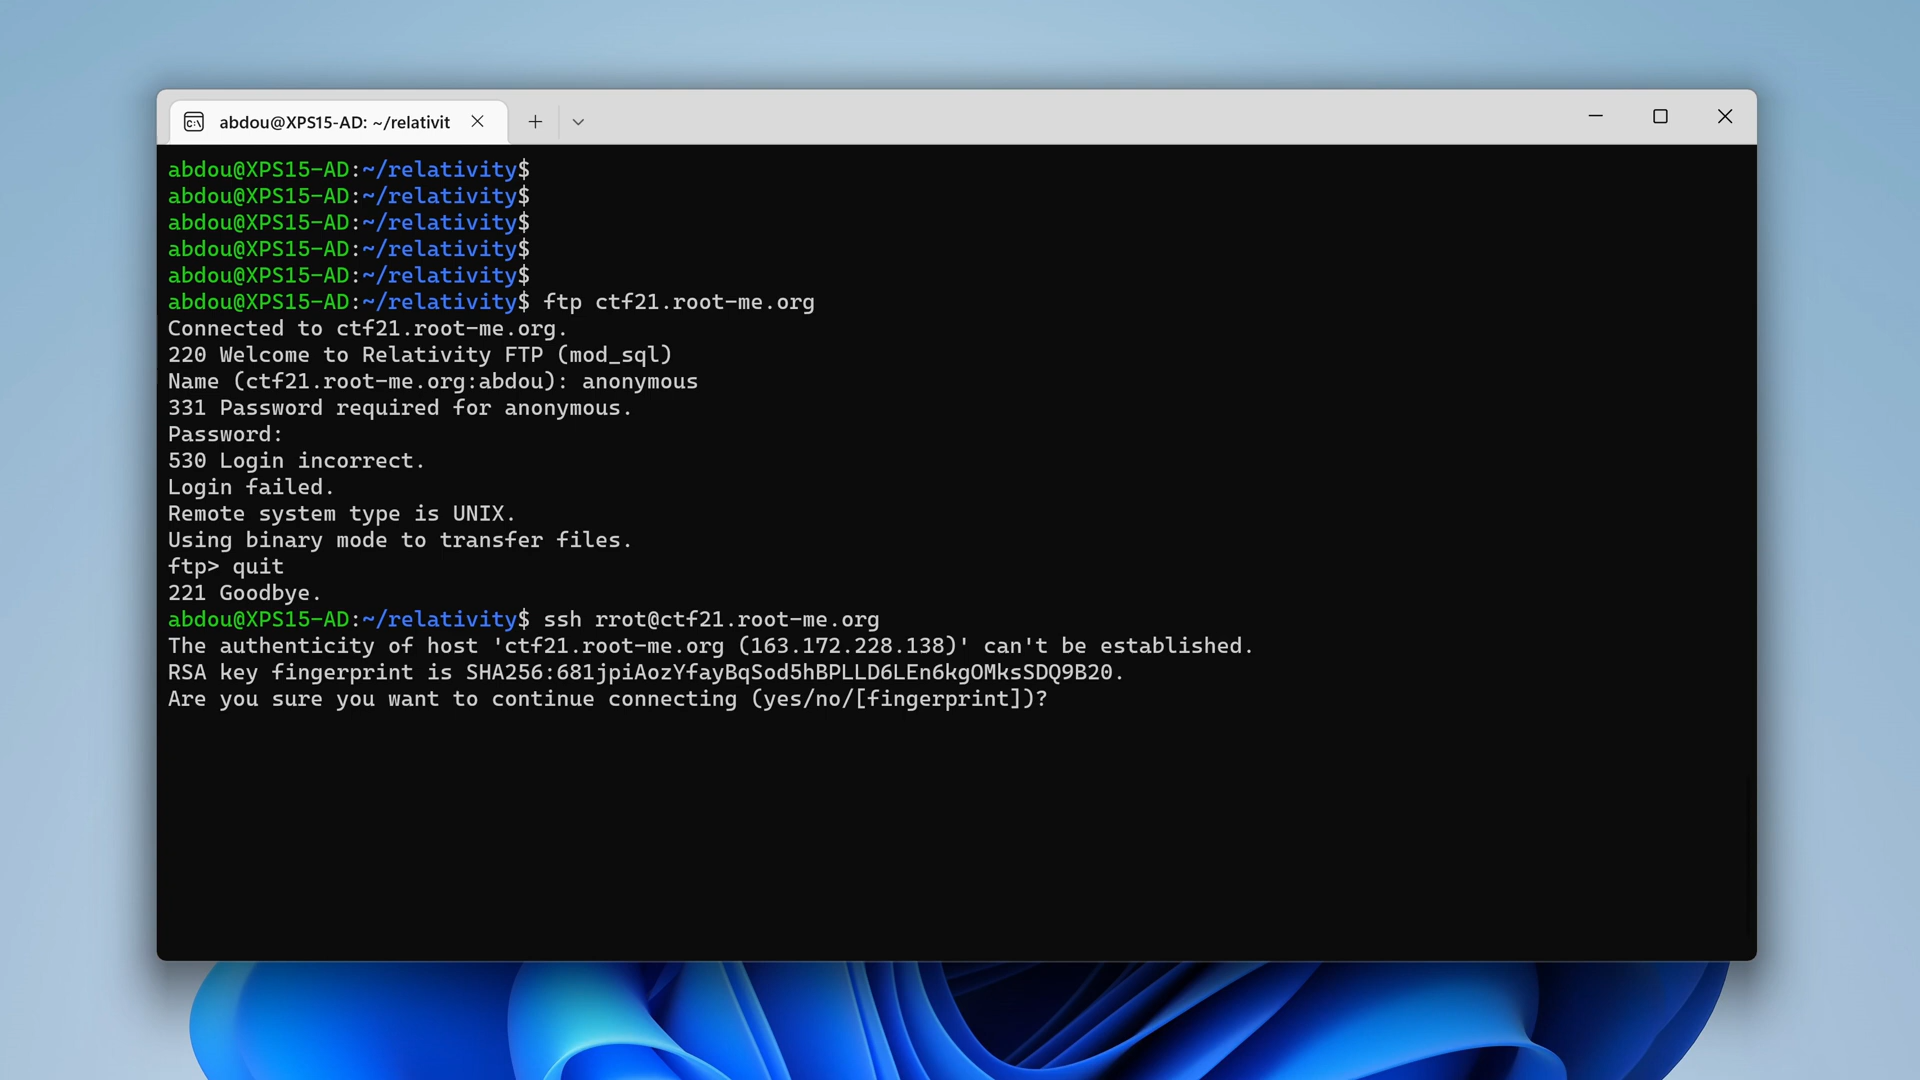 abdou@XPS15-AD: ~/relativit
abdou@XPS15-AD:~/relativity$
abdou@XPS15-AD:~/relativity$
abdou@XPS15-AD:~/relativity$
abdou@XPS15-AD:~/relativity$
abdou@XPS15-AD:~/relativity$
abdou@XPS15-AD:~/relativity$ ftp ctf21.root-me.org
Connected to ctf21.root-me.org.
220 Welcome to Relativity FTP (mod_sql)
Name (ctf21.root-me.org:abdou): anonymous
331 Password required for anonymous.
Password:
530 Login incorrect.
Login failed.
Remote system type is UNIX.
Using binary mode to transfer files.
ftp> quit
221 Goodbye.
abdou@XPS15-AD:~/relativity$ ssh rrot@ctf21.root-me.org
The authenticity of host 'ctf21.root-me.org (163.172.228.138)' can't be established.
RSA key fingerprint is SHA256:681jpiAozYfayBqSod5hBPLLD6LEn6kgOMksSDQ9B20.
Are you sure you want to continue connecting (yes/no/[fingerprint])?